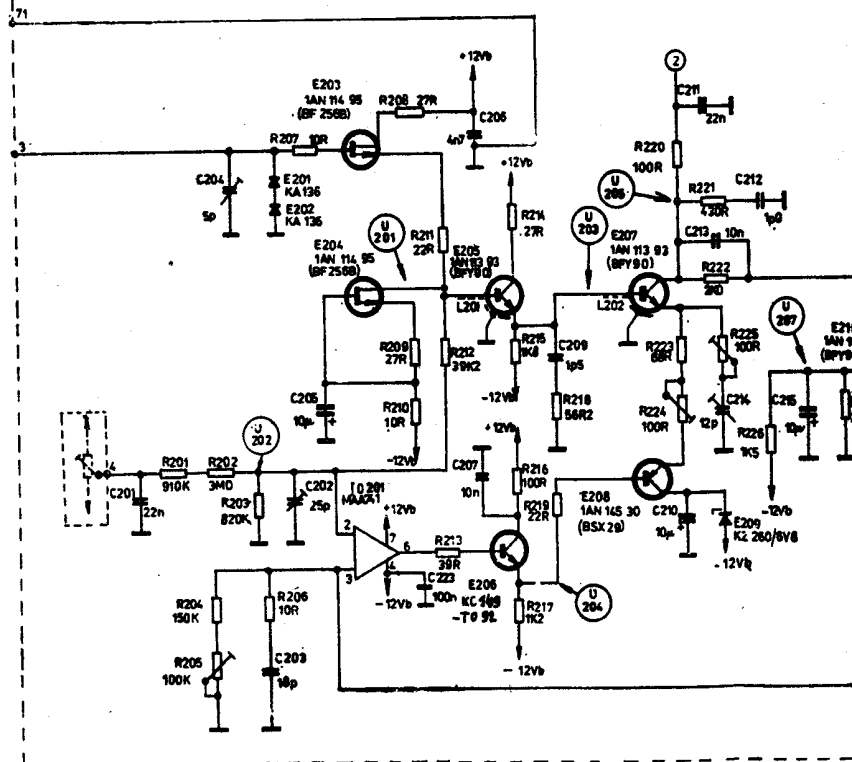 71
+12Vb
2
E203
1AN 114 95
(BF 256B)
R208 27R
C206
4n7
C211
22n
3
R207 10R
+12Vb
R220
100R
C204
5p
E201
KA 136
E202
KA 136
U
205
R221
430R
C212
R214
27R
U
201
R211
22R
U
203
C213 10n
E204
1AN 114 95
(BF256B)
E205
1AN 113 93
(BFY90)
E207
1AN 113 93
(BFY90)
R222
L201
L202
U
207
R209
27R
R212
39K2
R215
1K8
C209
1p5
R223
68R
R225
100R
C205
10µ
R210
10R
-12Vb
R218
56R2
R224
100R
C214
12p
C215
10µ
R226
1K5
U
202
-12Vb
+12Vb
4
R201
910K
R202
3M0
C207
10n
R216
100R
C201
22n
R203
820K
C202
25p
+12Vb
R219
22R
E208
1AN 145 30
(BSX 29)
C210
10µ
E209
KZ 260/6V8
-12Vb
-12Vb
2
7
6
R213
39R
3
4
-12Vb
C223
100n
E206
-TO 92
U
204
R204
150K
R206
10R
R217
1K2
R205
100K
C203
18p
-12Vb